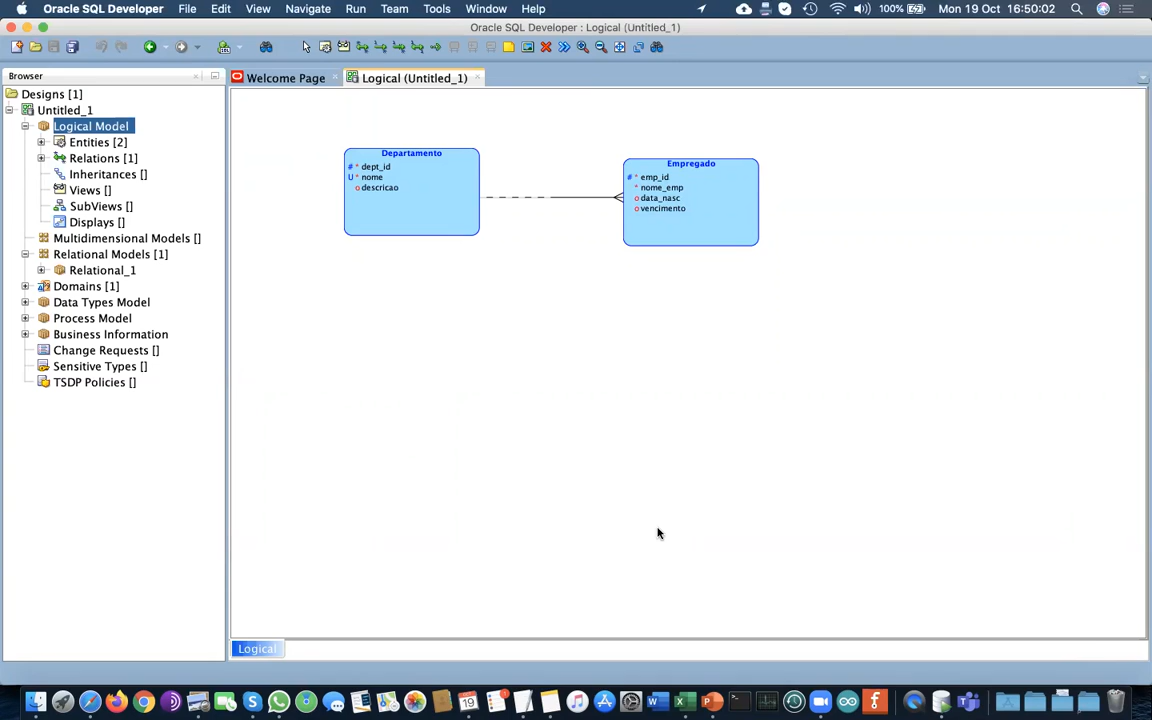 Oracle SQL Developer File Edit View Navigate Run Team Tools Window Help 100% Mon 19 Oct 16:50:02
Oracle SQL Developer : Logical (Untitled_1)
Browser
Welcome Page
Logical (Untitled_1)
Designs [1]
Untitled_1
Logical Model
Entities [2]
Relations [1]
Inheritances []
Views []
SubViews []
Displays []
Multidimensional Models []
Relational Models [1]
Relational_1
Domains [1]
Data Types Model
Process Model
Business Information
Change Requests []
Sensitive Types []
TSDP Policies []
Departamento
# * dept_id
U * nome
o descricao
Empregado
# * emp_id
* nome_emp
o data_nasc
o vencimento
Logical